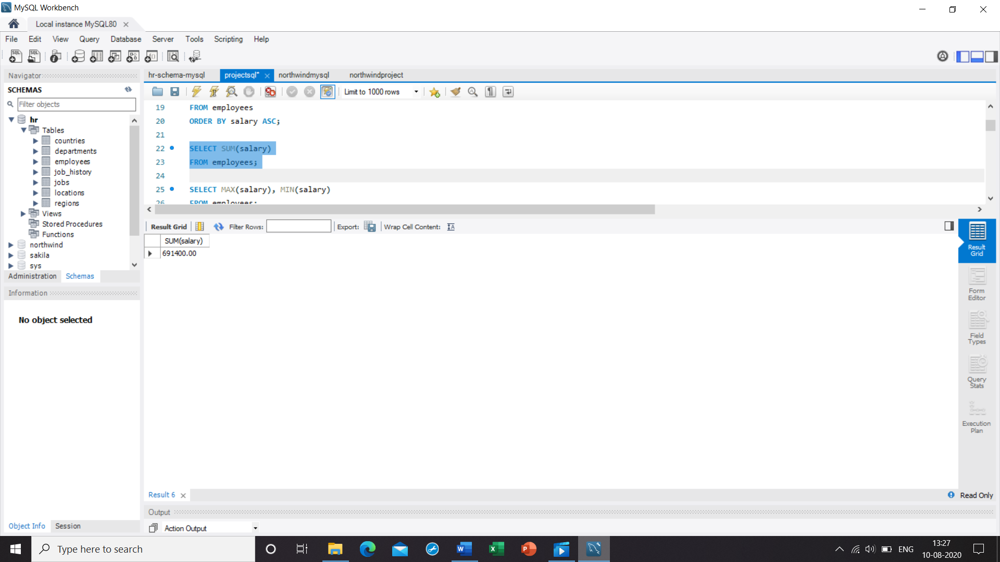 MySQL Workbench
Local instance MySQL80
File Edit View Query Database Server Tools Scripting Help
SQL SQL
Navigator
SCHEMAS
Filter objects
hr
Tables
countries
departments
employees
job_history
jobs
locations
regions
Views
Stored Procedures
Functions
northwind
sakila
sys
Administration Schemas
Information
No object selected
Object Info Session
hr-schema-mysql projectsql* northwindmysql northwindproject
Limit to 1000 rows
19 FROM employees
20 ORDER BY salary ASC;
21
22 SELECT SUM(salary)
23 FROM employees;
24
25 SELECT MAX(salary), MIN(salary)
26 FROM employees;
Result Grid Filter Rows: Export: Wrap Cell Content:
SUM(salary)
691400.00
Result Grid
Form Editor
Field Types
Query Stats
Execution Plan
Result 6
Read Only
Output
Action Output
Type here to search
ENG
13:27
10-08-2020